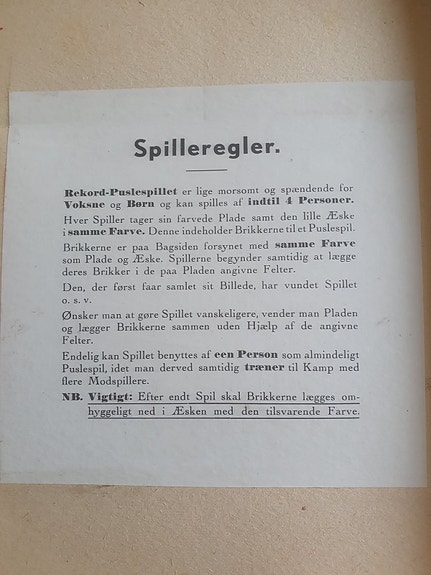 Spilleregler.
Rekord-Puslespillet er lige morsomt og spændende for
Voksne og Børn og kan spilles af indtil 4 Personer.
Hver Spiller tager sin farvede Plade samt den lille Æske
i samme Farve. Denne indeholder Brikkerne til et Puslespil.
Brikkerne er paa Bagsiden forsynet med samme Farve
som Plade og Æske. Spillerne begynder samtidig at lægge
deres Brikker i de paa Pladen angivne Felter.
Den, der først faar samlet sit Billede, har vundet Spillet
o. s. v.
Ønsker man at gøre Spillet vanskeligere, vender man Pladen
og lægger Brikkerne sammen uden Hjælp af de angivne
Felter.
Endelig kan Spillet benyttes af een Person som almindeligt
Puslespil, idet man derved samtidig træner til Kamp med
flere Modspillere.
NB. Vigtigt: Efter endt Spil skal Brikkerne lægges om-
hyggeligt ned i Æsken med den tilsvarende Farve.